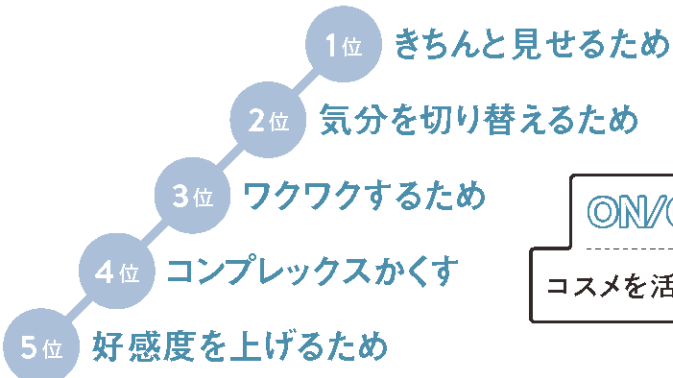 1位 きちんと見せるため
2位 気分を切り替えるため
3位 ワクワクするため
ON/
4位 コンプレックスかくす
コスメを活
5位 好感度を上げるため